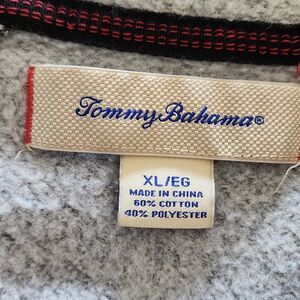 Tommy Bahama®
XL/EG
MADE IN CHINA
60% COTTON
40% POLYESTER